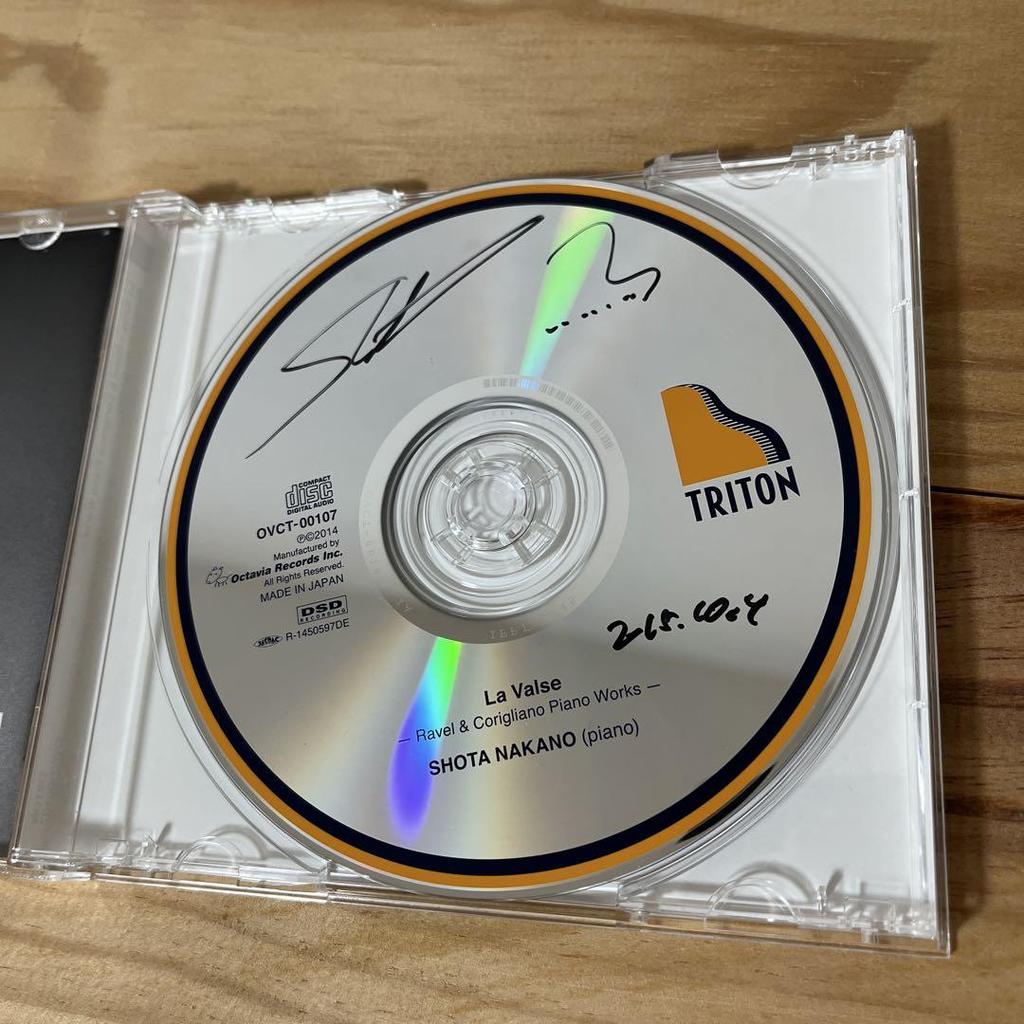 COMPACT
disc
DIGITAL AUDIO
OVCT-00107
℗©2014
Manufactured by
Octavia Records Inc.
All Rights Reserved.
MADE IN JAPAN
DSD
RECORDING
R-1450597DE
TRITON
La Valse
— Ravel & Corigliano Piano Works —
SHOTA NAKANO (piano)